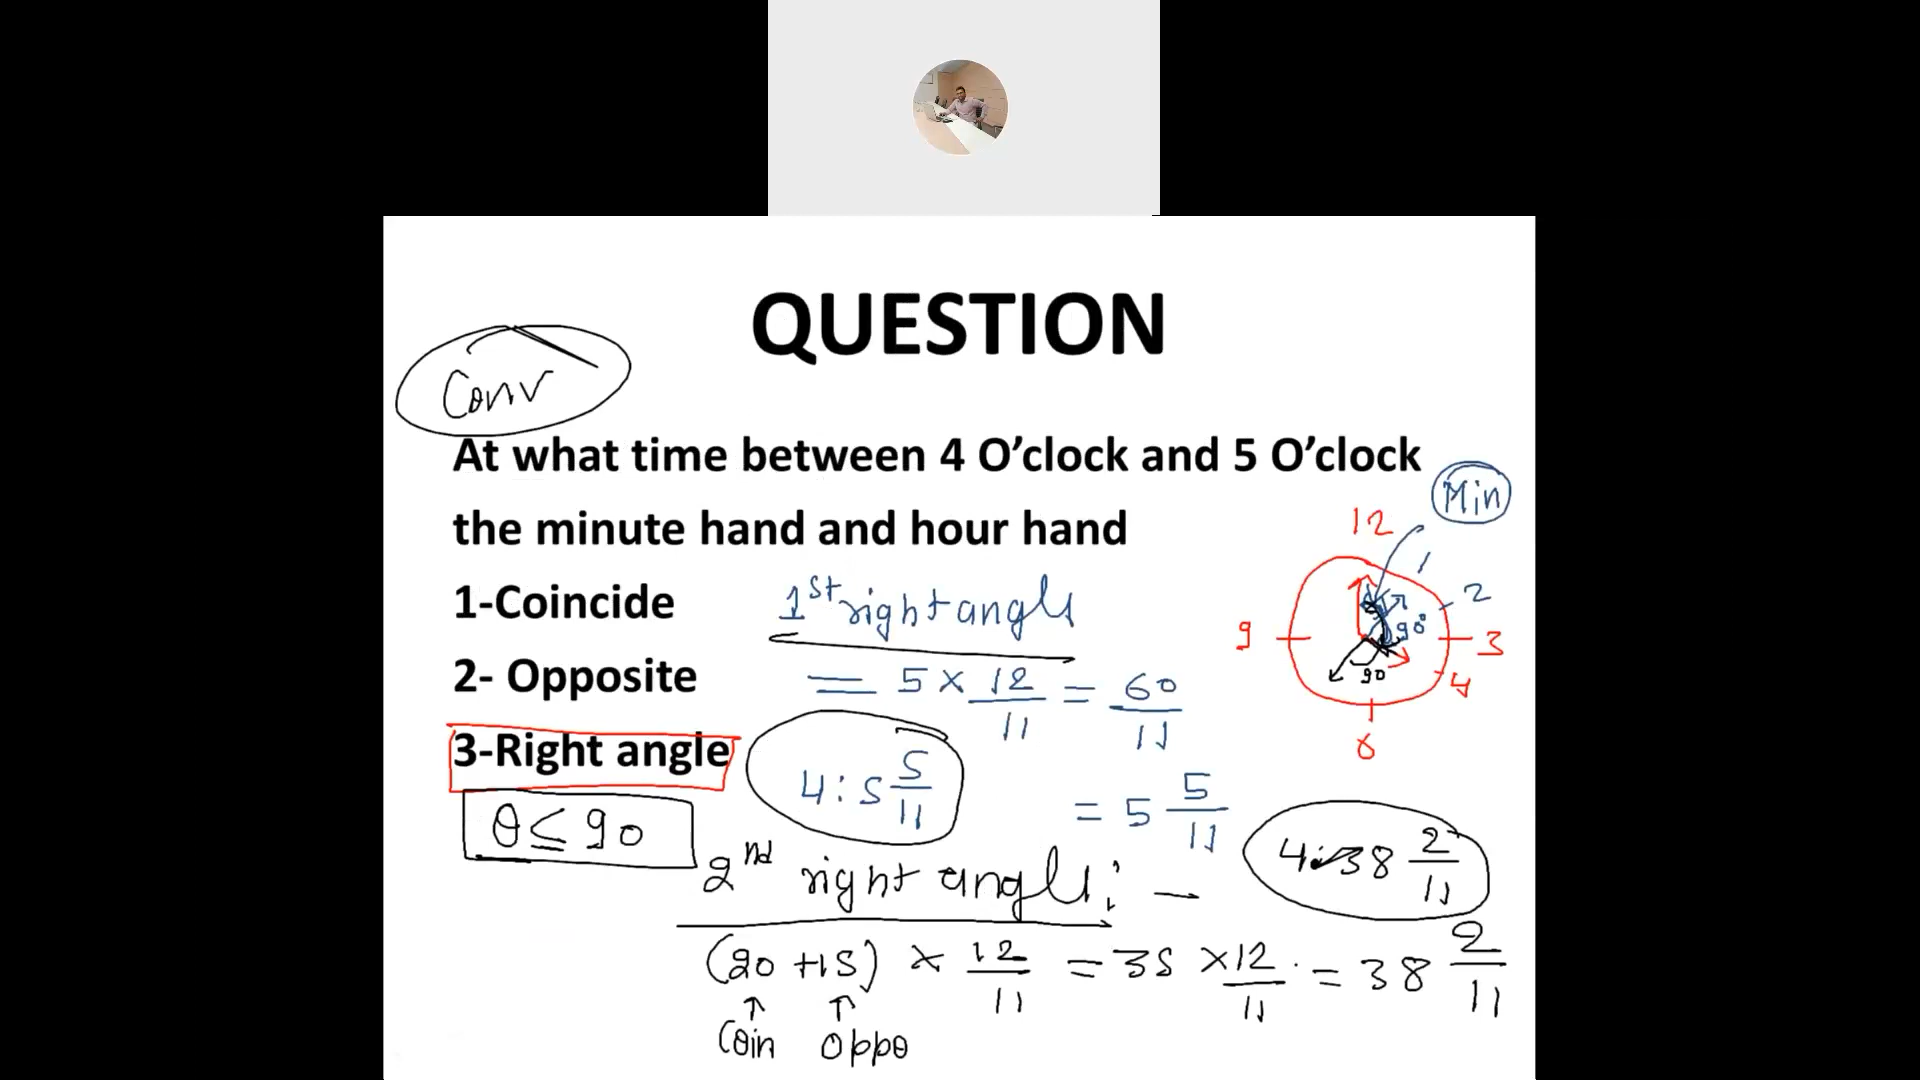 QUESTION
Conv
At what time between 4 O’clock and 5 O’clock
the minute hand and hour hand
Min
12
1
2
9
90°
3
90
4
6
1-Coincide
1st right angle
2- Opposite
= 5 × 12/11 = 60/11
3-Right angle
4 : 5 5/11
= 5 5/11
θ ≤ 90
2nd right angle : –
4:38 2/11
(20 + 15) × 12/11 = 35 × 12/11 = 38 2/11
↑ ↑
Coin oppo